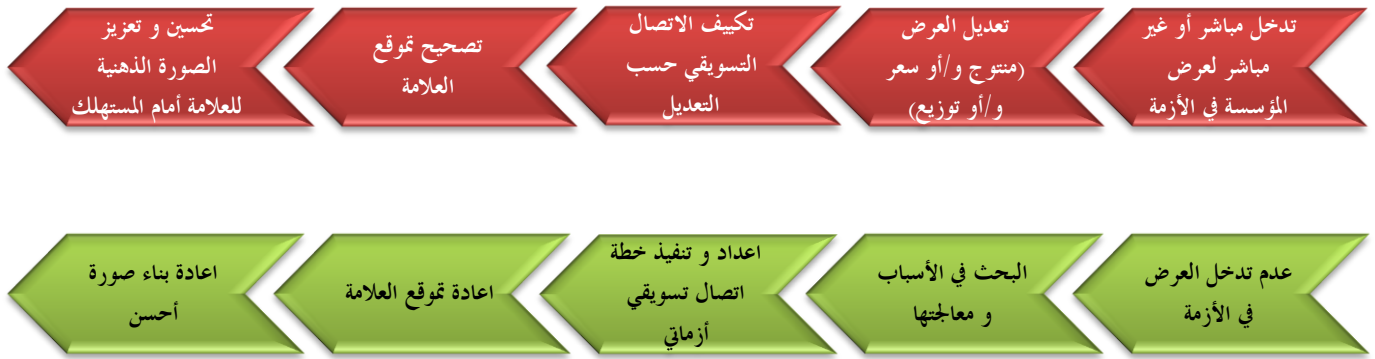 تدخل مباشر أو غير
مباشر لعرض
المؤسسة في الأزمة
تعديل العرض
(منتوج و/أو سعر
و/أو توزيع)
تكييف الاتصال
التسويقي حسب
التعديل
تصحيح تموقع
العلامة
تحسين و تعزيز
الصورة الذهنية
للعلامة أمام المستهلك
عدم تدخل العرض
في الأزمة
البحث في الأسباب
و معالجتها
اعداد و تنفيذ خطة
اتصال تسويقي
أزماتي
اعادة تموقع العلامة
اعادة بناء صورة
أحسن